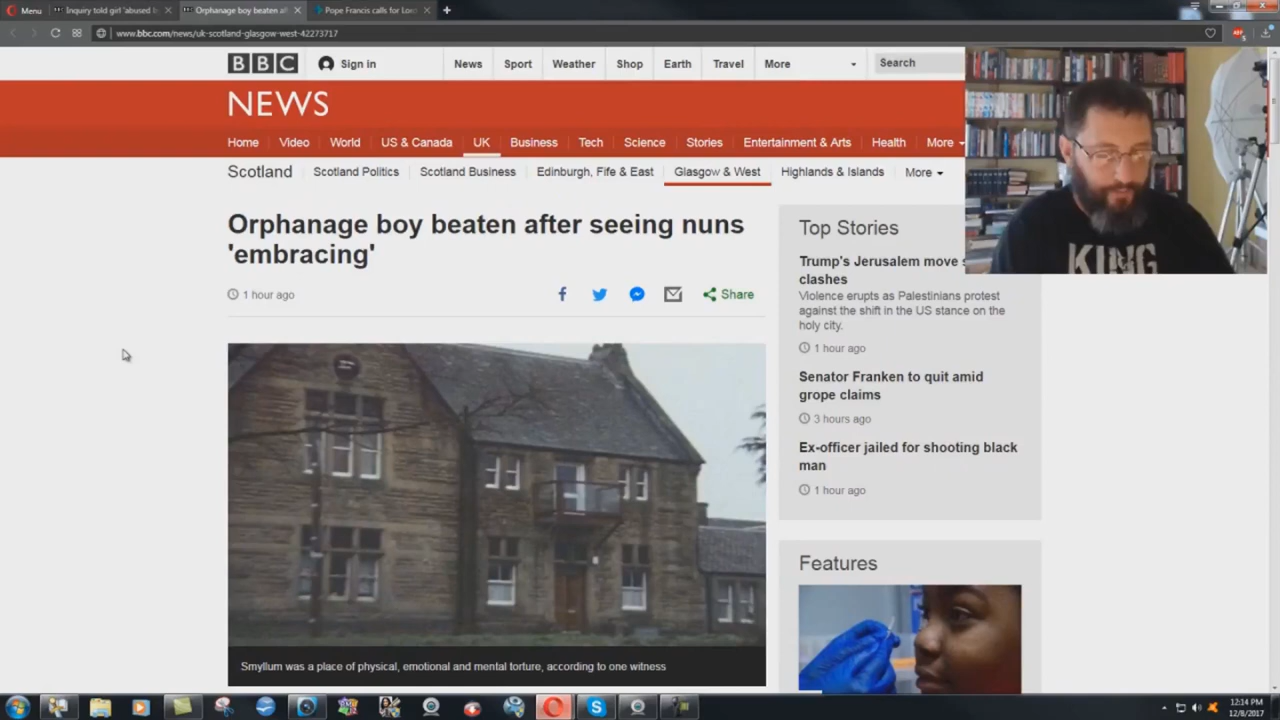 Menu
Inquiry told girl 'abused b
Orphanage boy beaten aft
Pope Francis calls for Lord
www.bbc.com/news/uk-scotland-glasgow-west-42273717
BBC
Sign in
News
Sport
Weather
Shop
Earth
Travel
More
Search
NEWS
Home
Video
World
US & Canada
UK
Business
Tech
Science
Stories
Entertainment & Arts
Health
More
Scotland
Scotland Politics
Scotland Business
Edinburgh, Fife & East
Glasgow & West
Highlands & Islands
More
Orphanage boy beaten after seeing nuns
'embracing'
1 hour ago
Share
Smyllum was a place of physical, emotional and mental torture, according to one witness
Top Stories
Trump's Jerusalem move s
clashes
Violence erupts as Palestinians protest
against the shift in the US stance on the
holy city.
1 hour ago
Senator Franken to quit amid
grope claims
3 hours ago
Ex-officer jailed for shooting black
man
1 hour ago
Features
KING
12:14 PM
12/8/2017